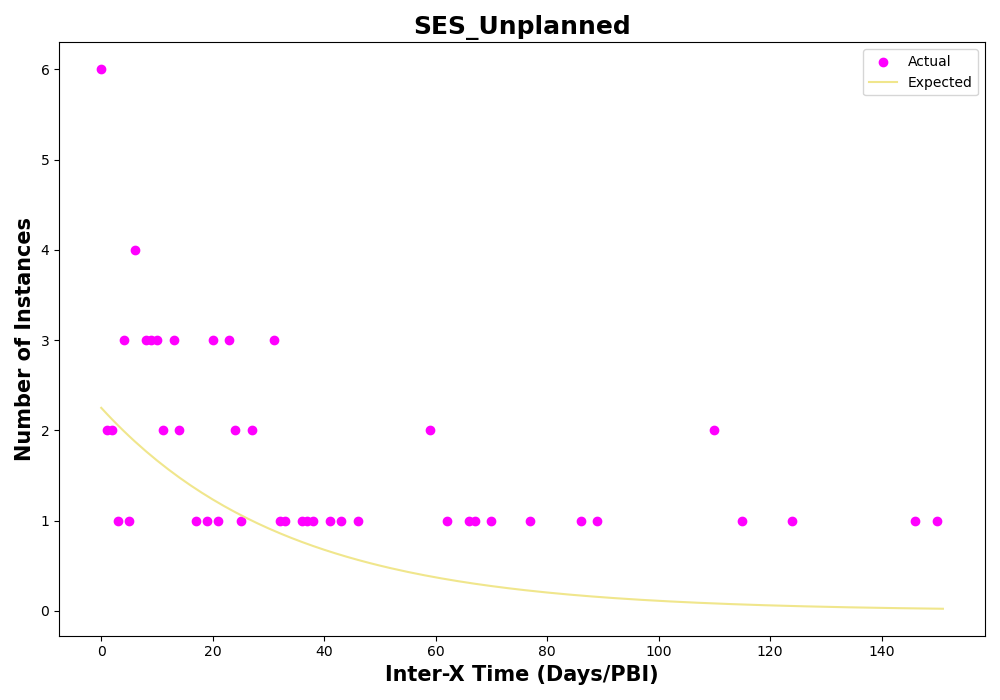 SES_Unplanned
Actual
Expected
Number of Instances
6
5
4
3
2
1
0
0 20 40 60 80 100 120 140
Inter-X Time (Days/PBI)